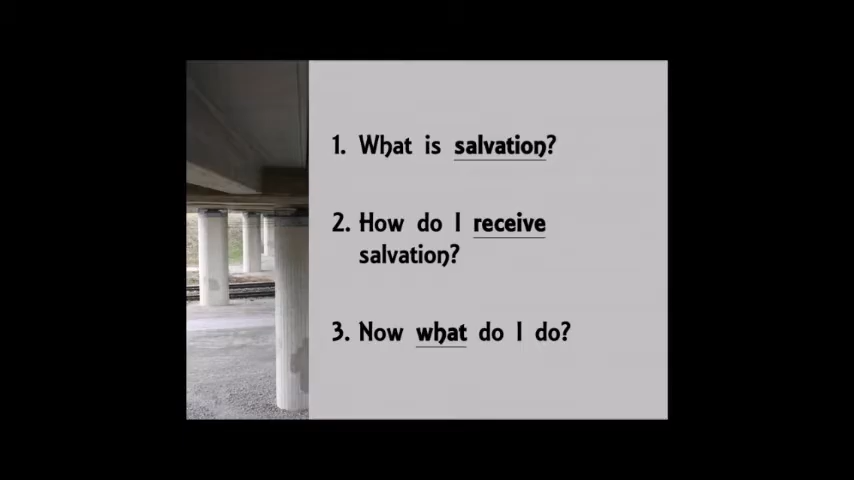 1. What is salvation?
2. How do I receive
salvation?
3. Now what do I do?